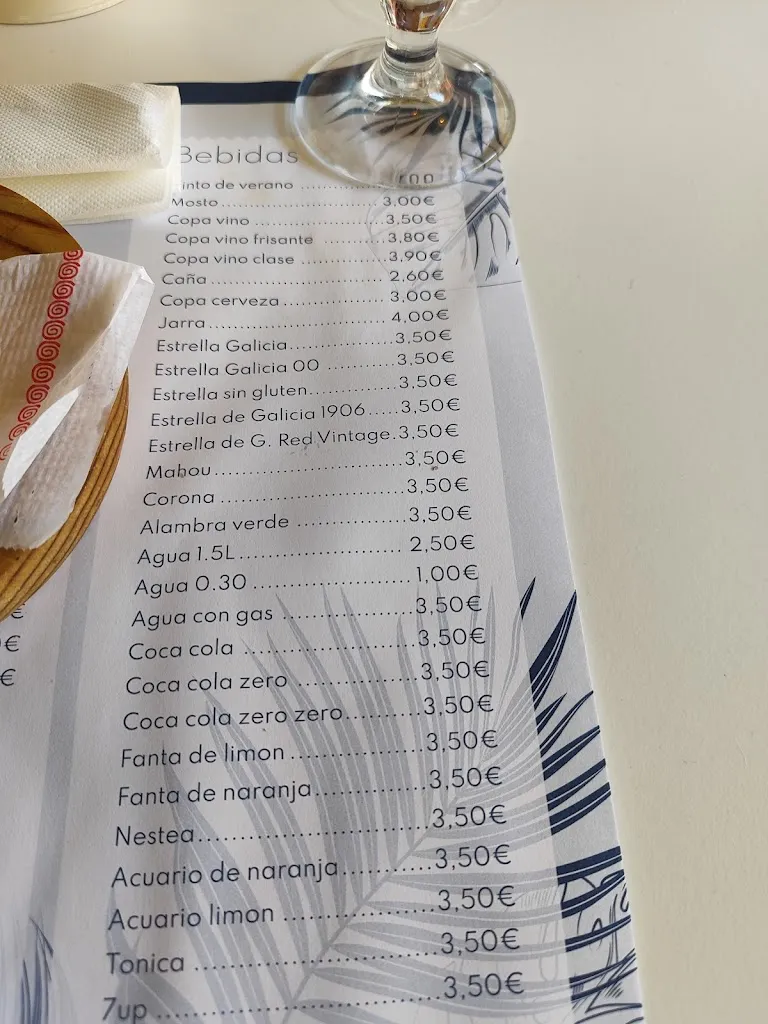 Bebidas
into de verano ....................
Mosto....................... 3,00€
Copa vino ....................3,50€
Copa vino frisante ..........3,80€
Copa vino clase .............3,90€
Caña ......................... 2,60€
Copa cerveza................ 3,00€
Jarra........................... 4,00€
Estrella Galicia................3,50€
Estrella Galicia 00 ...........3,50€
Estrella sin gluten.............3,50€
Estrella de Galicia 1906.....3,50€
Estrella de G. Red Vintage.3,50€
Mahou..........................3,50€
Corona .........................3,50€
Alambra verde ...............3,50€
Agua 1.5L...................... 2,50€
Agua 0.30 .....................1,00€
Agua con gas ................3,50€
Coca cola .....................3,50€
Coca cola zero ..............3,50€
Coca cola zero zero.........3,50€
Fanta de limon ................3,50€
Fanta de naranja.............3,50€
Nestea..........................3,50€
Acuario de naranja...........3,50€
Acuario limon .................3,50€
Tonica ..........................3,50€
7up ..............................3,50€
€
€
€